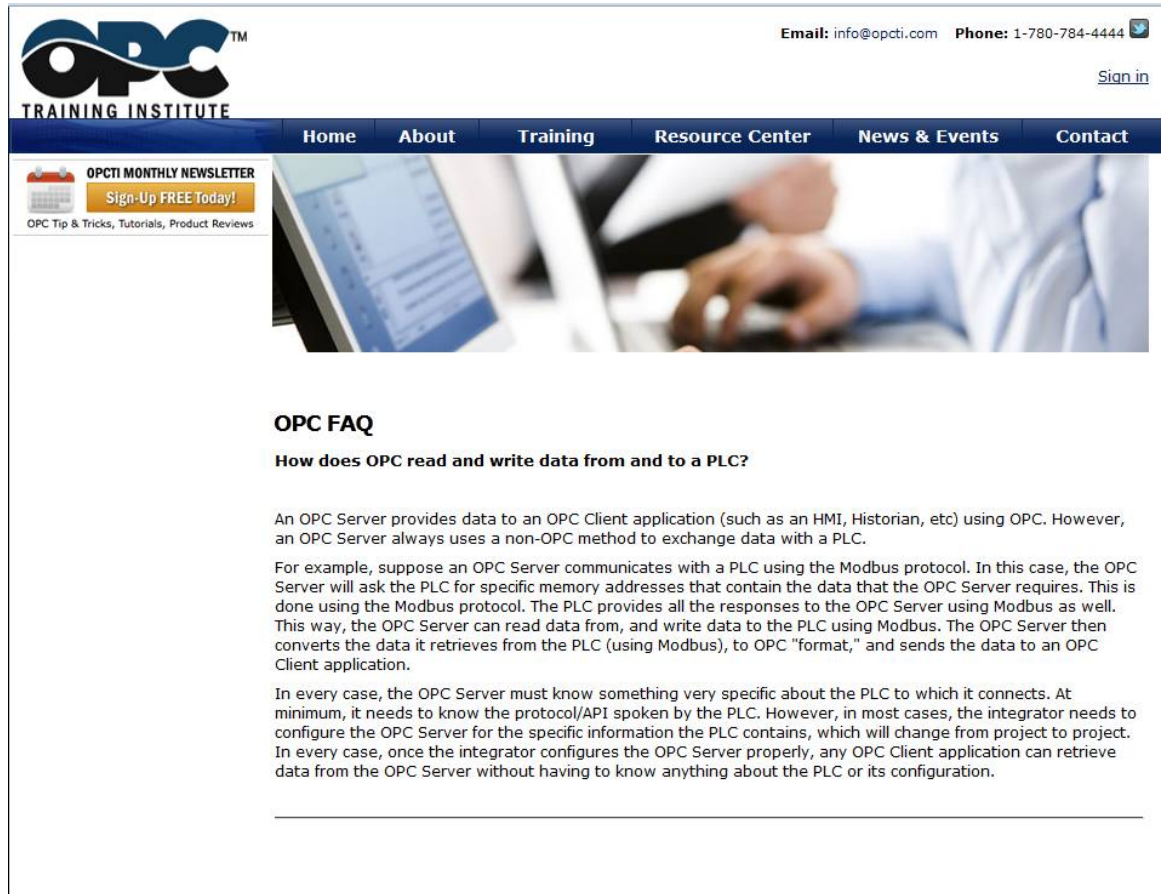 OPC TM
TRAINING INSTITUTE
Email: info@opcti.com Phone: 1-780-784-4444
Sign in
Home About Training Resource Center News & Events Contact
OPCTI MONTHLY NEWSLETTER
Sign-Up FREE Today!
OPC Tip & Tricks, Tutorials, Product Reviews
OPC FAQ
How does OPC read and write data from and to a PLC?
An OPC Server provides data to an OPC Client application (such as an HMI, Historian, etc) using OPC. However,
an OPC Server always uses a non-OPC method to exchange data with a PLC.
For example, suppose an OPC Server communicates with a PLC using the Modbus protocol. In this case, the OPC
Server will ask the PLC for specific memory addresses that contain the data that the OPC Server requires. This is
done using the Modbus protocol. The PLC provides all the responses to the OPC Server using Modbus as well.
This way, the OPC Server can read data from, and write data to the PLC using Modbus. The OPC Server then
converts the data it retrieves from the PLC (using Modbus), to OPC "format," and sends the data to an OPC
Client application.
In every case, the OPC Server must know something very specific about the PLC to which it connects. At
minimum, it needs to know the protocol/API spoken by the PLC. However, in most cases, the integrator needs to
configure the OPC Server for the specific information the PLC contains, which will change from project to project.
In every case, once the integrator configures the OPC Server properly, any OPC Client application can retrieve
data from the OPC Server without having to know anything about the PLC or its configuration.